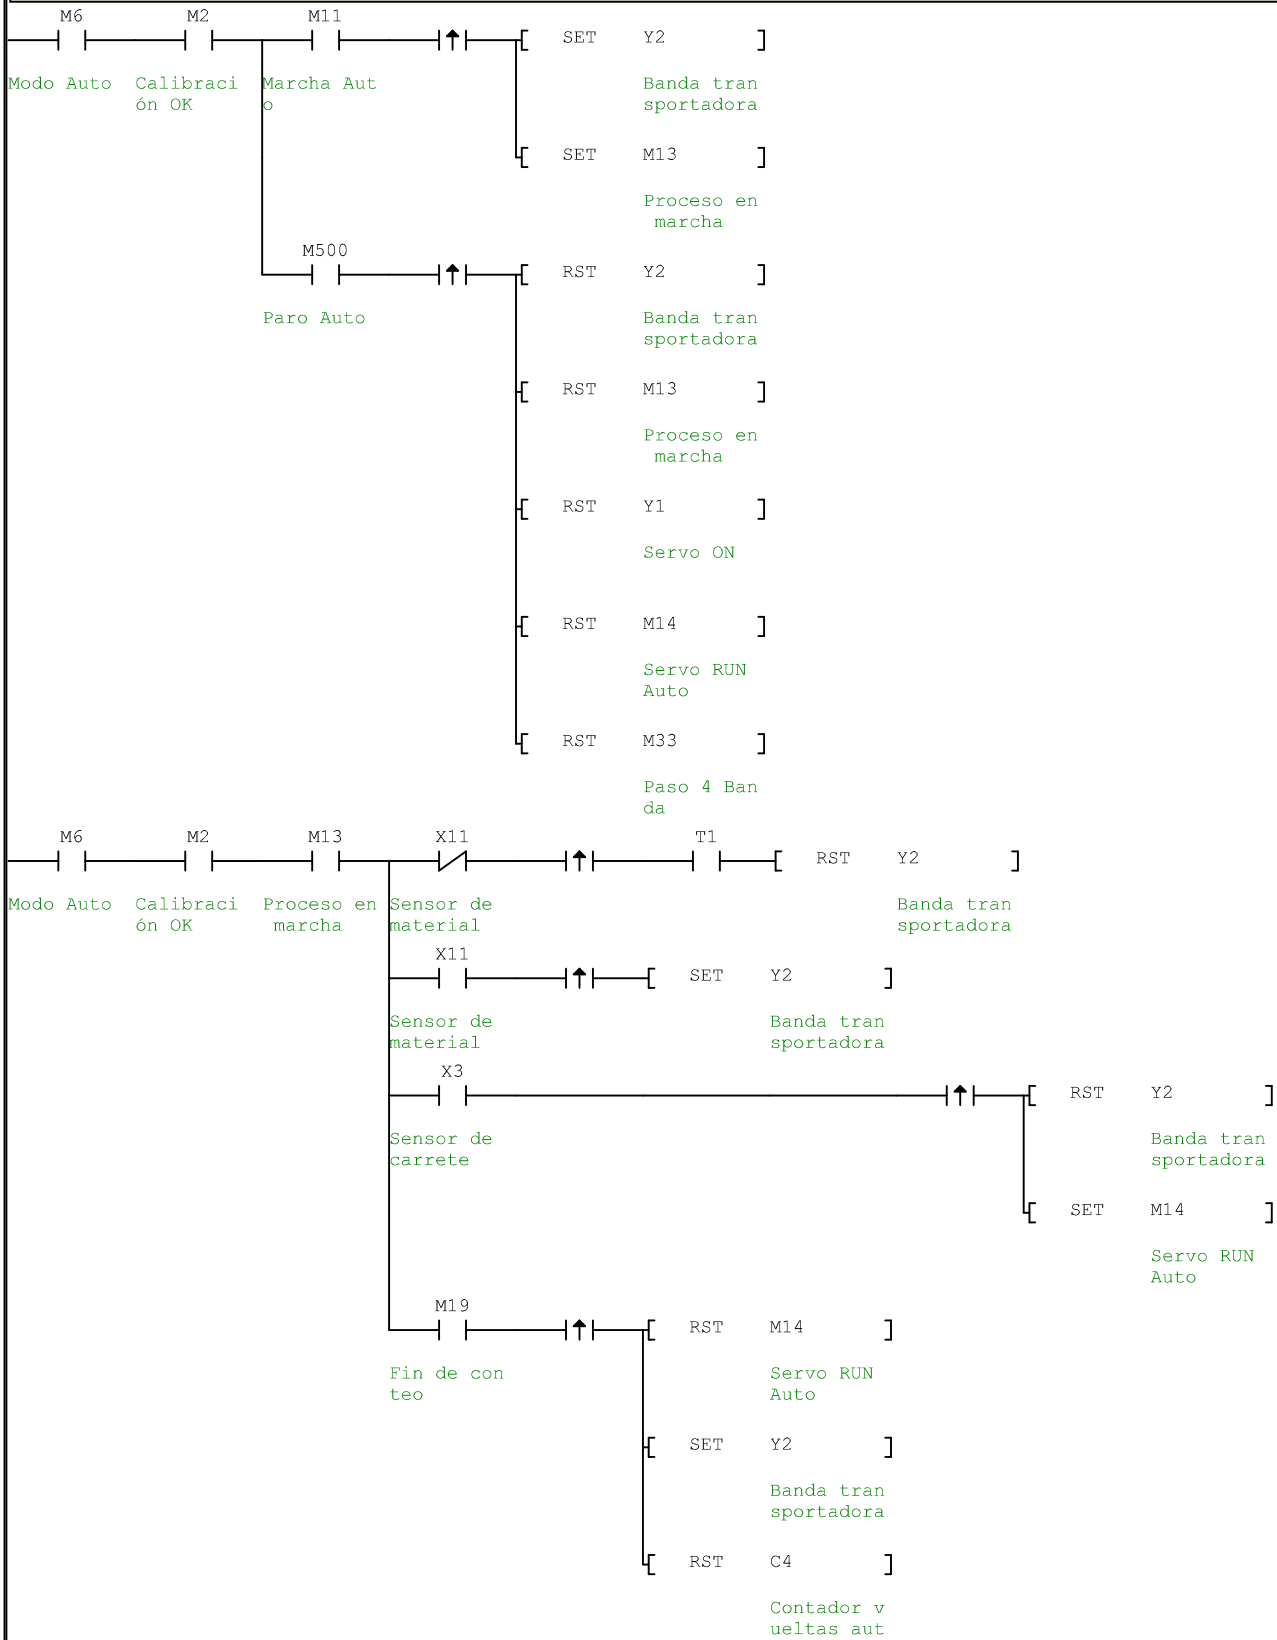 M6 M2 M11
SET Y2
Modo Auto Calibraci Marcha Aut Banda tran
ón OK o sportadora
SET M13
Proceso en
marcha
M500
RST Y2
Paro Auto Banda tran
sportadora
RST M13
Proceso en
marcha
RST Y1
Servo ON
RST M14
Servo RUN
Auto
RST M33
Paso 4 Ban
da
M6 M2 M13 X11 T1
RST Y2
Modo Auto Calibraci Proceso en Sensor de Banda tran
ón OK marcha material sportadora
X11
SET Y2
Sensor de Banda tran
material sportadora
X3
RST Y2
Sensor de Banda tran
carrete sportadora
SET M14
Servo RUN
Auto
M19
RST M14
Fin de con Servo RUN
teo Auto
SET Y2
Banda tran
sportadora
RST C4
Contador v
ueltas aut